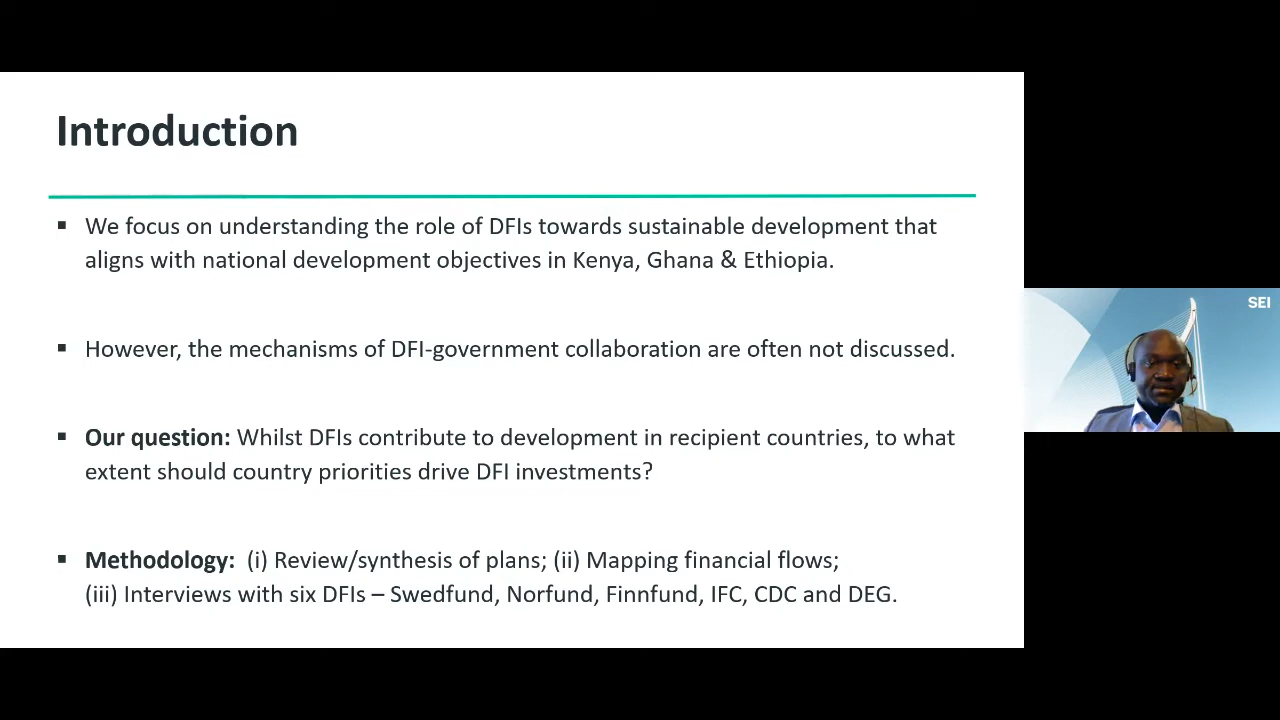 Introduction
▪ We focus on understanding the role of DFIs towards sustainable development that
aligns with national development objectives in Kenya, Ghana & Ethiopia.
▪ However, the mechanisms of DFI-government collaboration are often not discussed.
▪ Our question: Whilst DFIs contribute to development in recipient countries, to what
extent should country priorities drive DFI investments?
▪ Methodology: (i) Review/synthesis of plans; (ii) Mapping financial flows;
(iii) Interviews with six DFIs – Swedfund, Norfund, Finnfund, IFC, CDC and DEG.
SEI